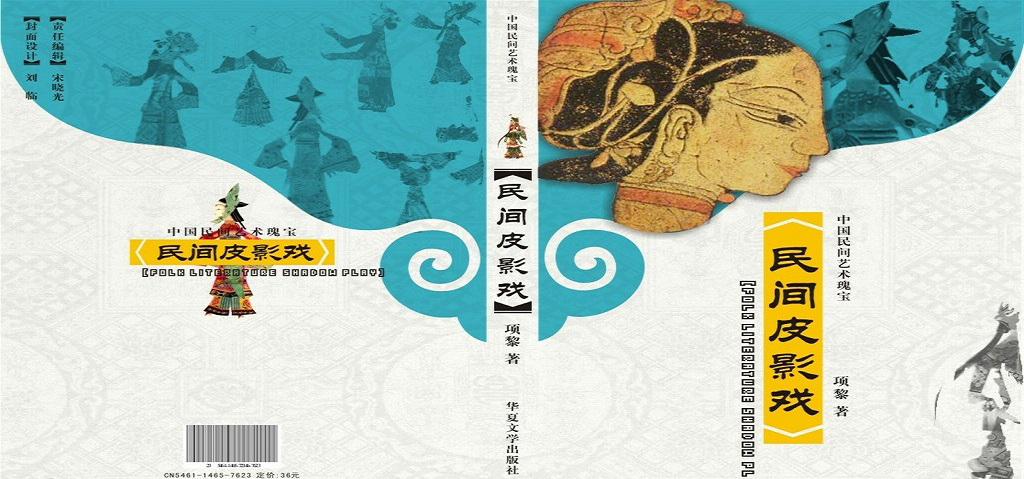 【责任编辑】 宋晓光
【封面设计】 刘 临
中国民间艺术瑰宝
《民间皮影戏》
[FOLK LITERATURE SHADOW PLAY]
CN5461-1465-7623 定价:36元
中国民间艺术瑰宝
【民间皮影戏】
项黎 著
华夏文学出版社
中国民间艺术瑰宝
《民间皮影戏》
[FOLK LITERATURE SHADOW PL
项黎 著